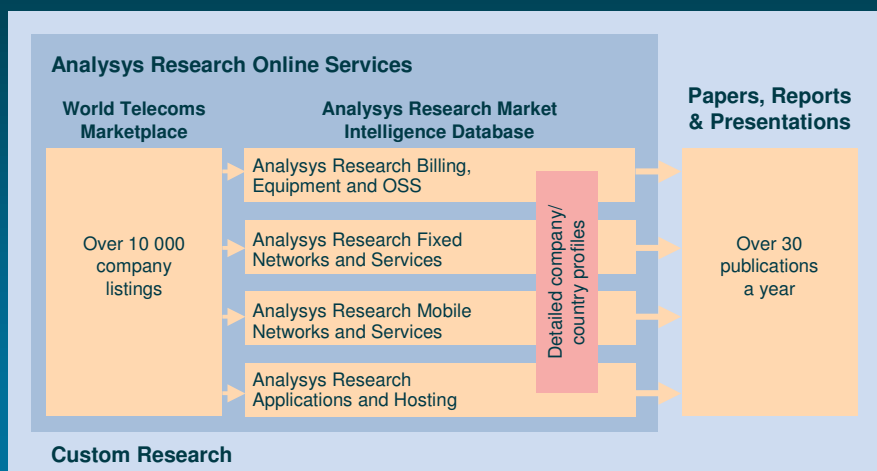 Analysys Research Online Services
World Telecoms
Marketplace
Analysys Research Market
Intelligence Database
Papers, Reports
& Presentations
Over 10 000
company
listings
Analysys Research Billing,
Equipment and OSS
Analysys Research Fixed
Networks and Services
Analysys Research Mobile
Networks and Services
Analysys Research
Applications and Hosting
Detailed company/
country profiles
Over 30
publications
a year
Custom Research